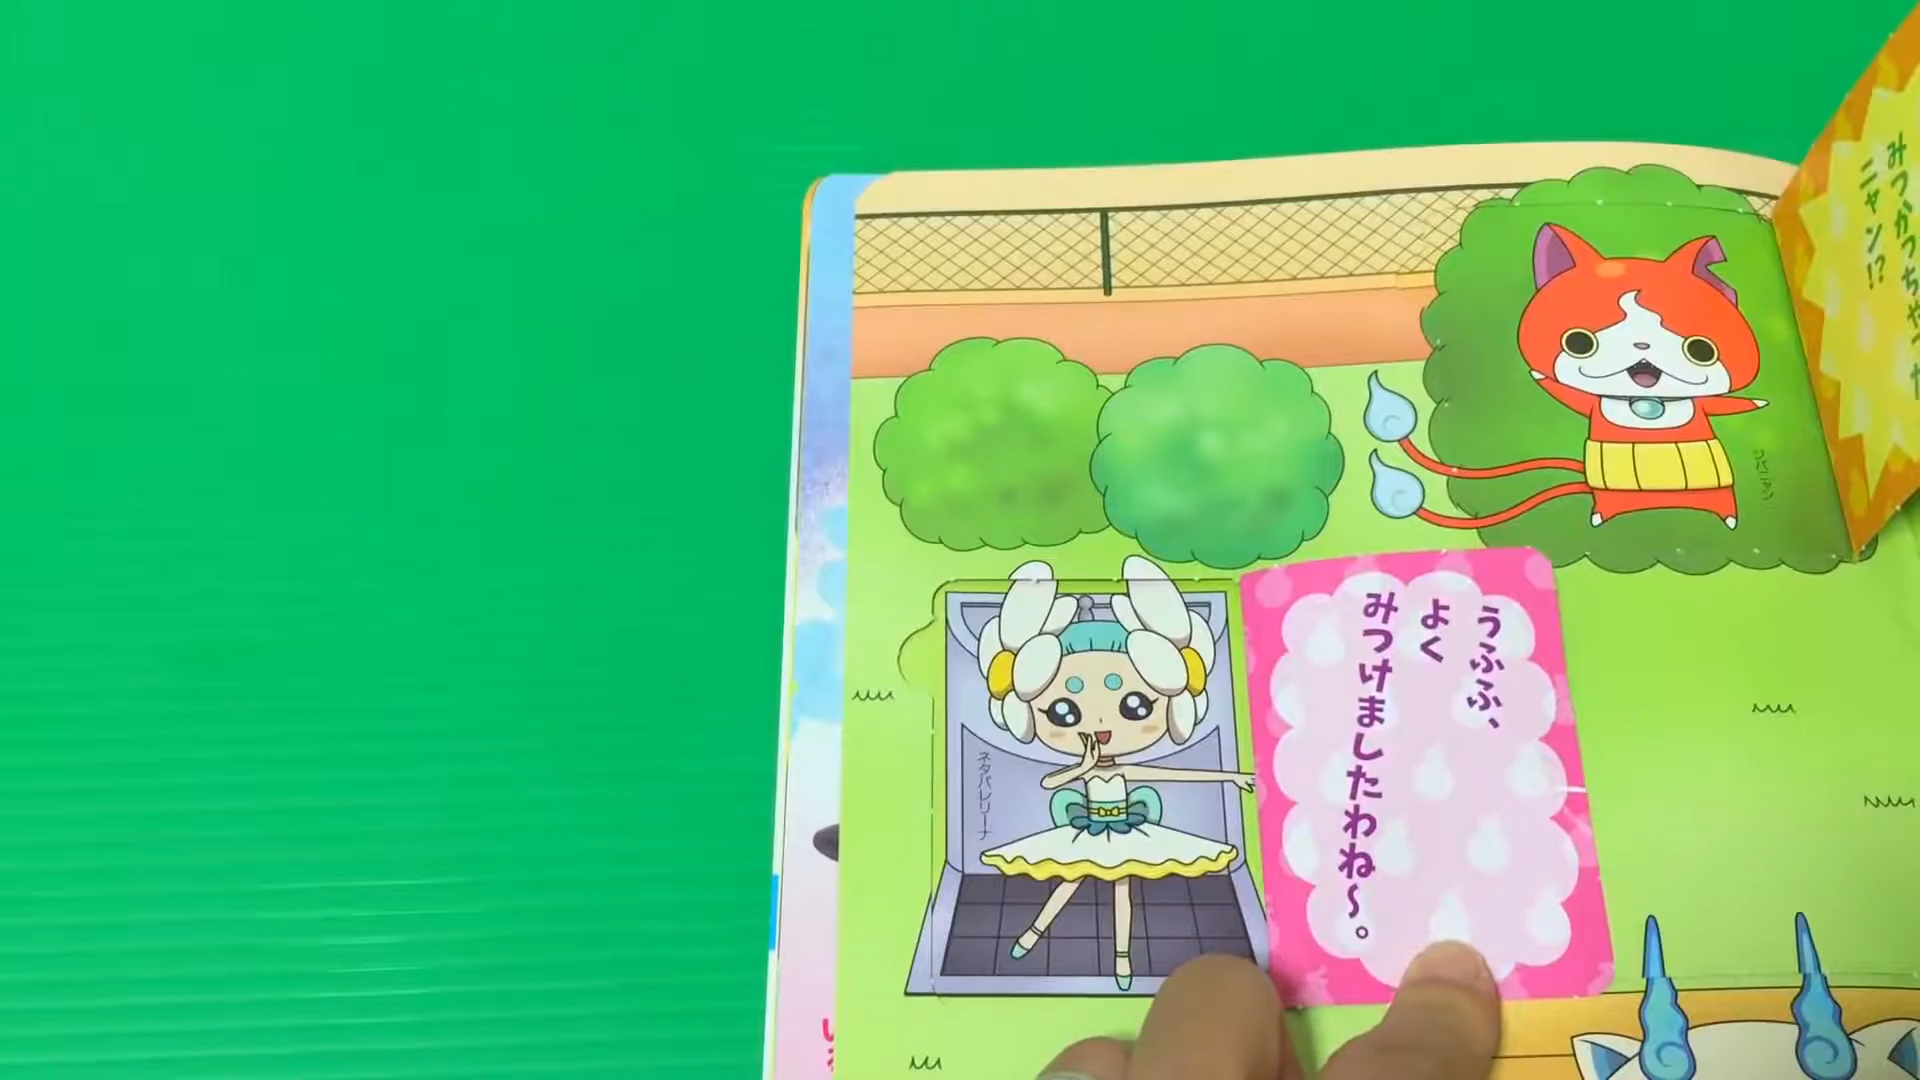 みつかっちゃった
ニャン!?
ジバニャン
うふふ、
よく
みつけましたわね〜。
ネタバレリーナ